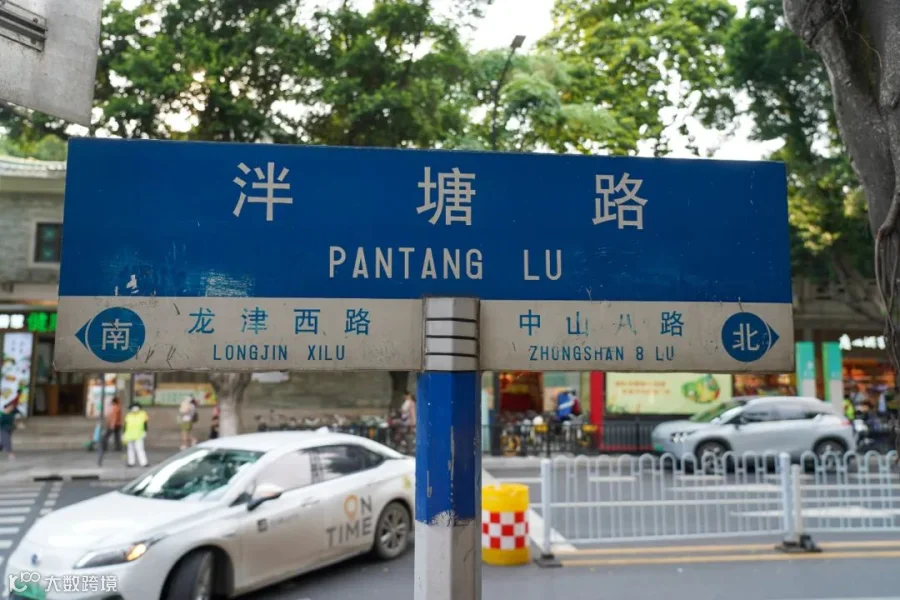 泮塘路
PANTANG LU
南
龙津西路
LONGJIN XILU
中山八路
ZHONGSHAN 8 LU
北
ON
TIME
大数跨境